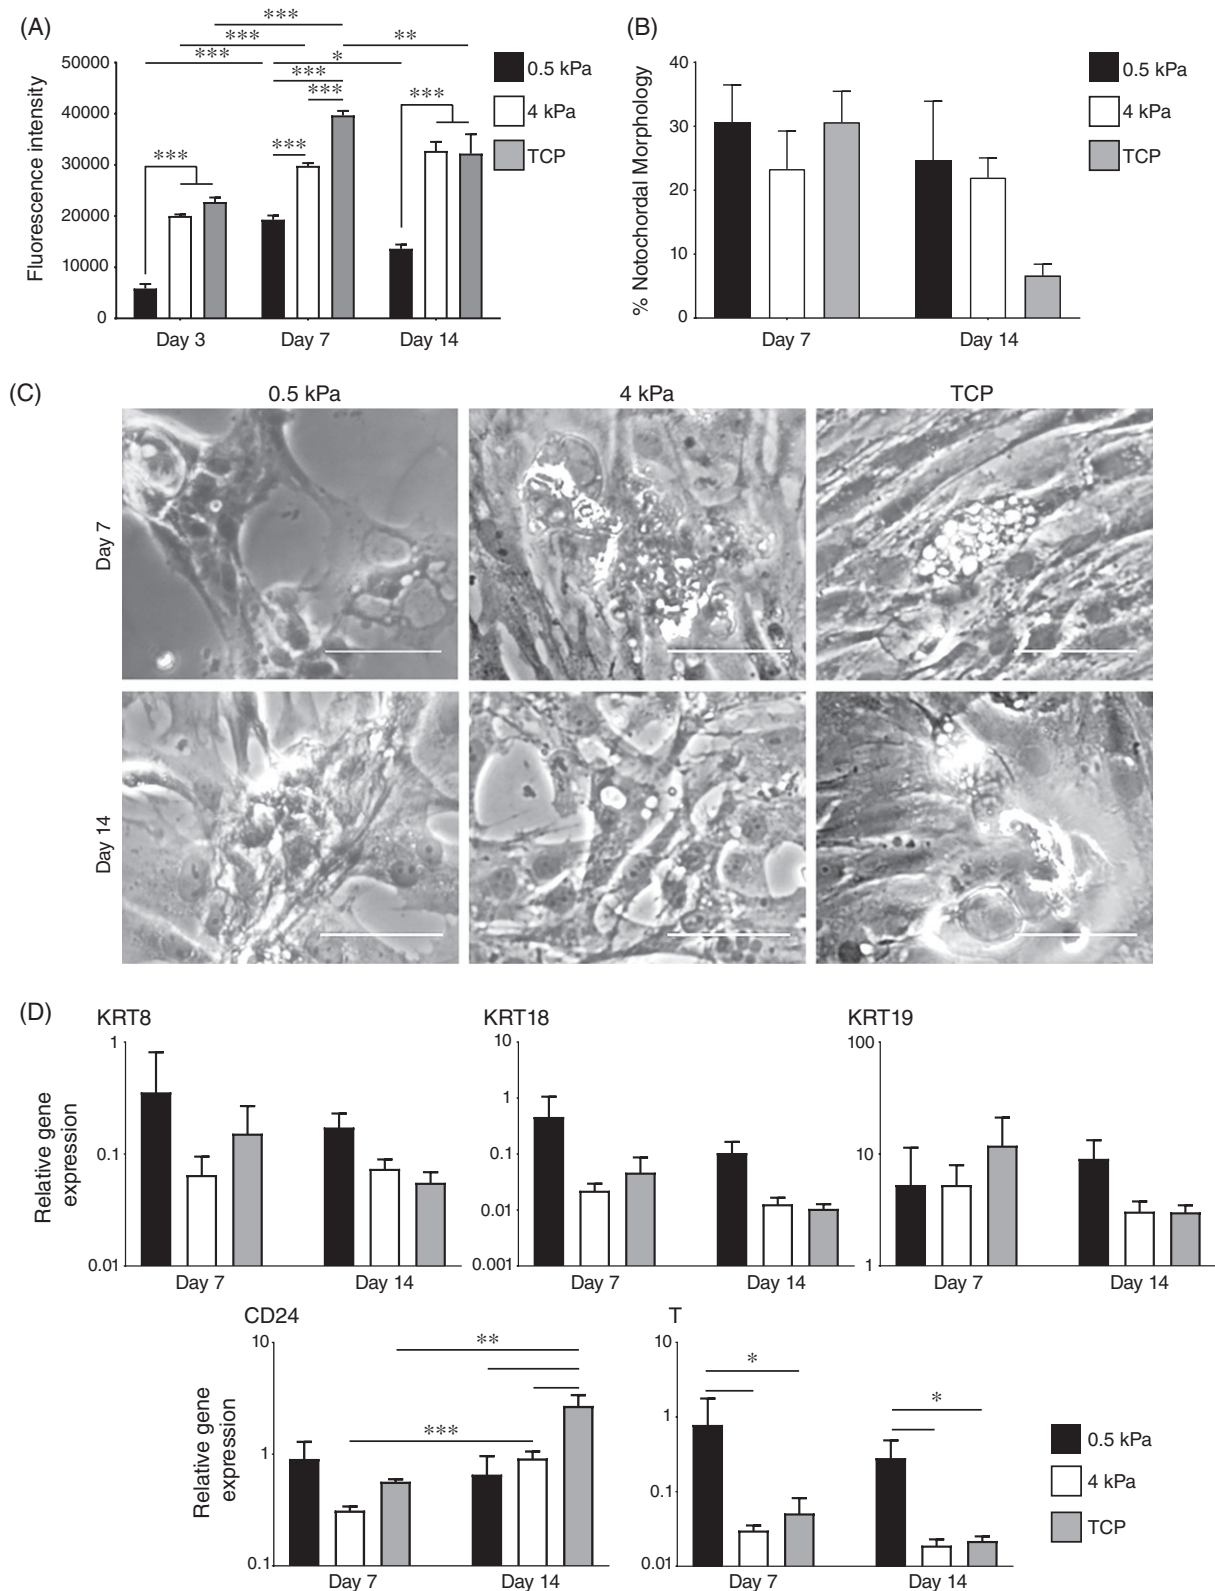 (A)
***
***
**
***
*
50000
***
***
40000
***
***
30000
***
20000
10000
0
Fluorescence intensity
Day 3
Day 7
Day 14
0.5 kPa
4 kPa
TCP
(B)
40
30
20
10
0
% Notochordal Morphology
Day 7
Day 14
0.5 kPa
4 kPa
TCP
(C)
0.5 kPa
4 kPa
TCP
Day 7
Day 14
(D)
KRT8
1
0.1
0.01
Relative gene
expression
Day 7
Day 14
KRT18
10
1
0.1
0.01
0.001
Day 7
Day 14
KRT19
100
10
1
Day 7
Day 14
CD24
10
1
0.1
Relative gene
expression
**
***
Day 7
Day 14
T
10
1
0.1
0.01
*
*
Day 7
Day 14
0.5 kPa
4 kPa
TCP